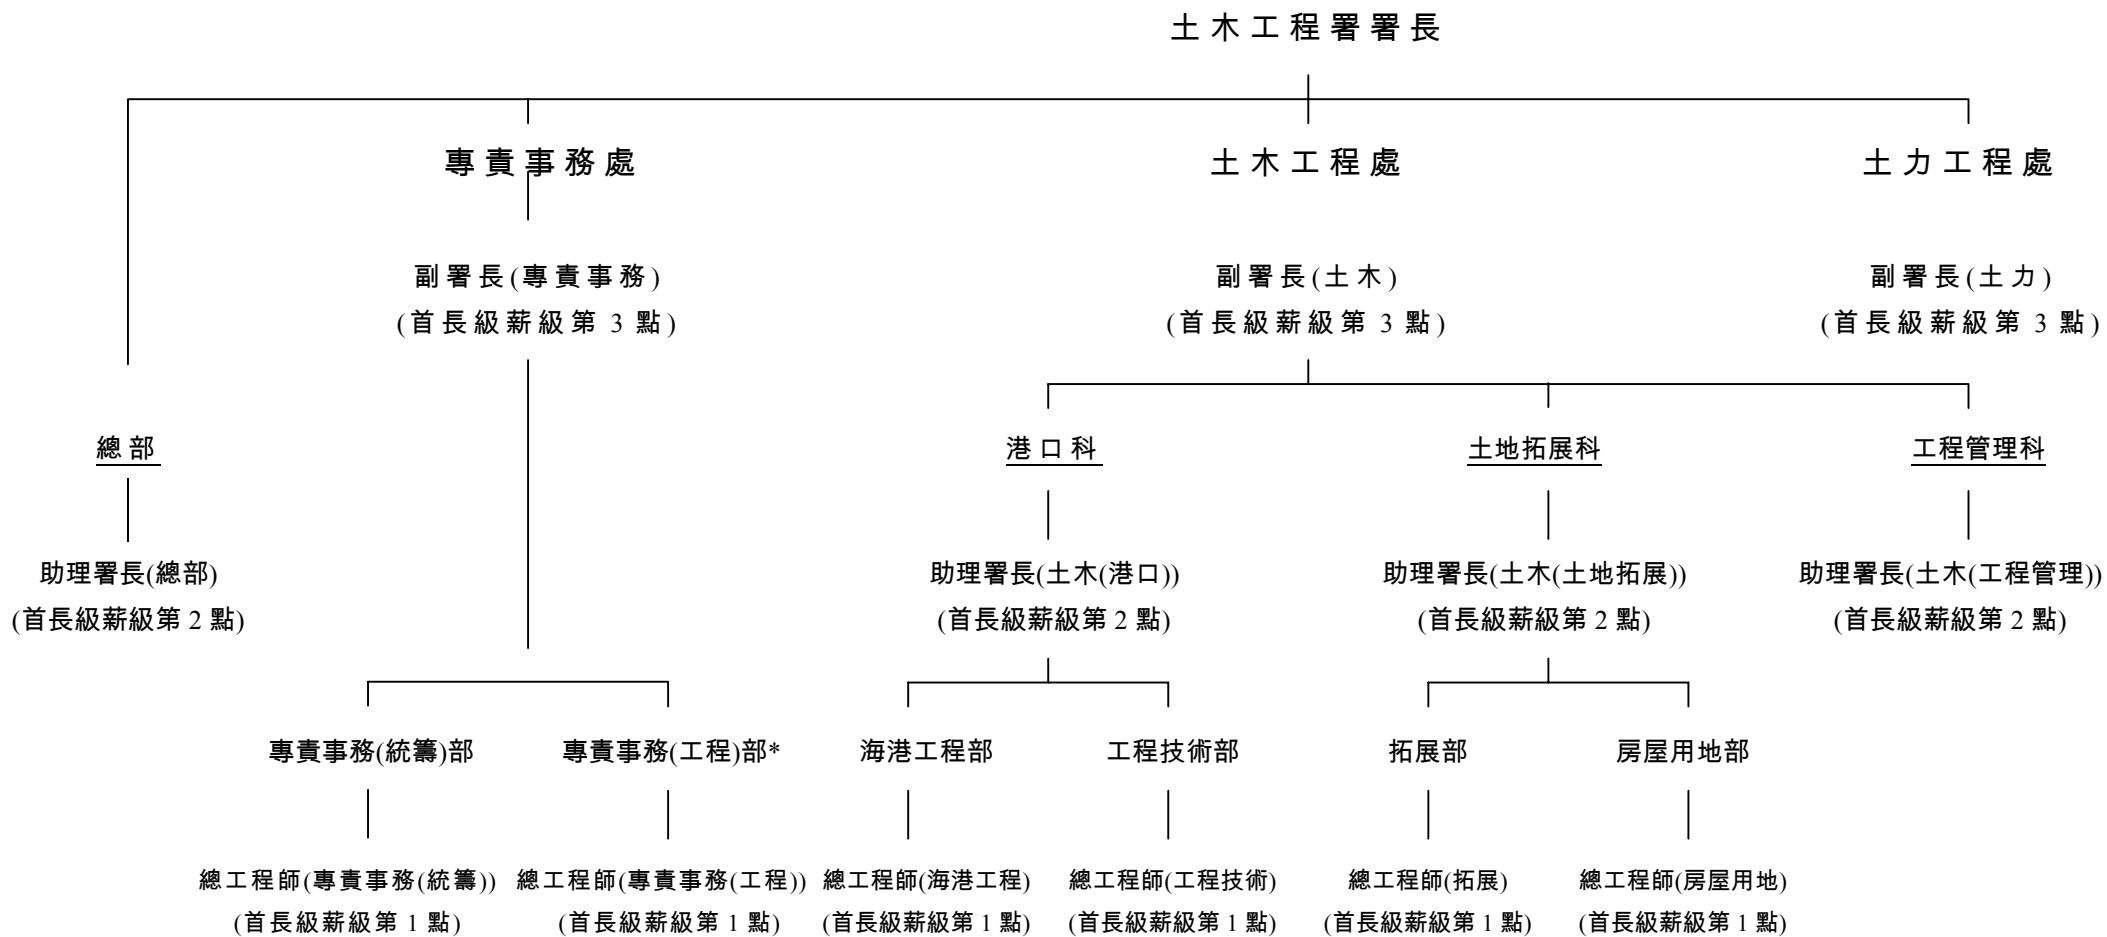 土木工程署署長
專責事務處
土木工程處
土力工程處
副署長(專責事務)
(首長級薪級第 3 點)
副署長(土木)
(首長級薪級第 3 點)
副署長(土力)
(首長級薪級第 3 點)
總部
港口科
土地拓展科
工程管理科
助理署長(總部)
(首長級薪級第 2 點)
助理署長(土木(港口))
(首長級薪級第 2 點)
助理署長(土木(土地拓展))
(首長級薪級第 2 點)
助理署長(土木(工程管理))
(首長級薪級第 2 點)
專責事務(統籌)部
專責事務(工程)部*
海港工程部
工程技術部
拓展部
房屋用地部
總工程師(專責事務(統籌))
(首長級薪級第 1 點)
總工程師(專責事務(工程))
(首長級薪級第 1 點)
總工程師(海港工程)
(首長級薪級第 1 點)
總工程師(工程技術)
(首長級薪級第 1 點)
總工程師(拓展)
(首長級薪級第 1 點)
總工程師(房屋用地)
(首長級薪級第 1 點)